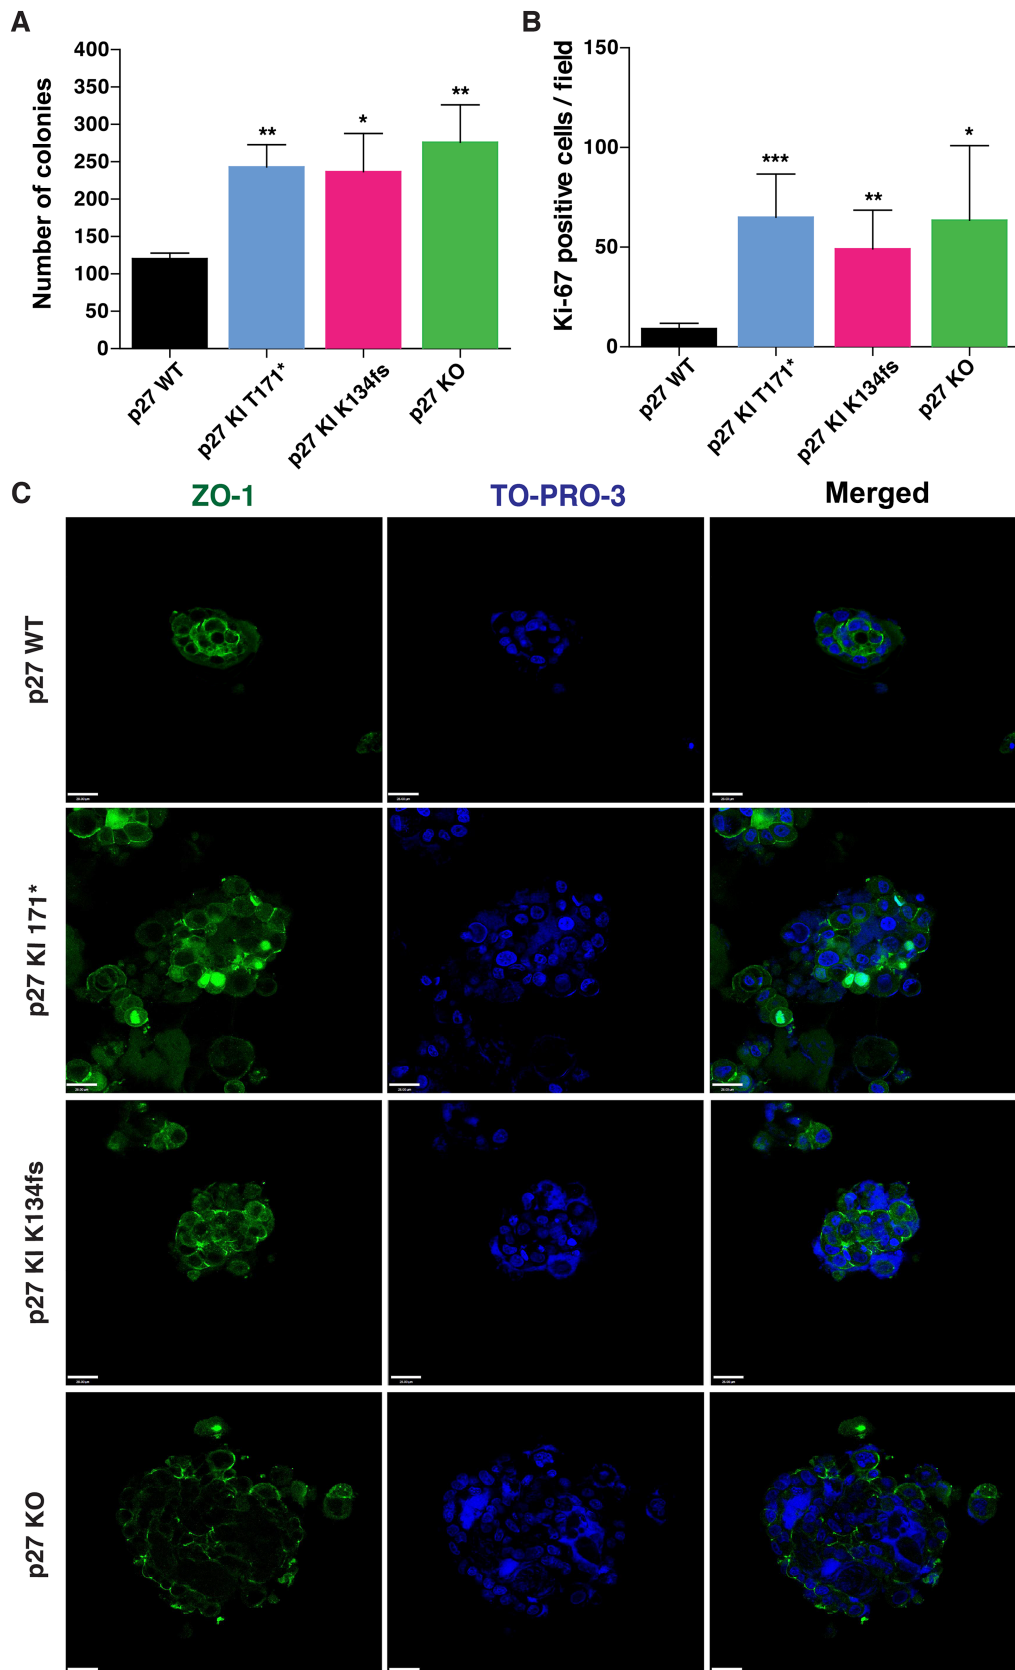 A
Number of colonies
400
350
300
250
200
150
100
50
0
**
*
**
p27 WT
p27 KI T171*
p27 KI K134fs
p27 KO
B
Ki-67 positive cells / field
150
100
50
0
***
**
*
p27 WT
p27 KI T171*
p27 KI K134fs
p27 KO
C
ZO-1 TO-PRO-3 Merged
p27 WT
p27 KI 171*
p27 KI K134fs
p27 KO